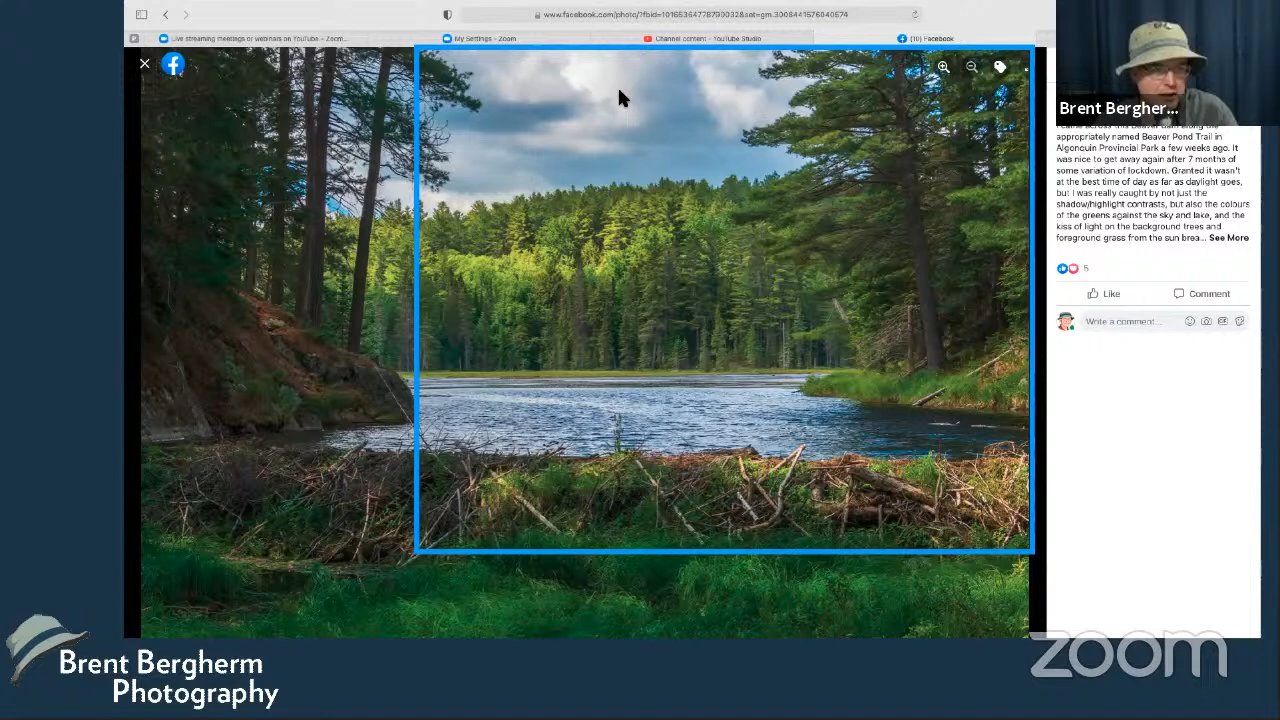 www.facebook.com/photo/?fbid=10165364778790032&set=gm.3008441576040574
Live streaming meetings or webinars on YouTube – Zoom...
My Settings - Zoom
Channel content - YouTube Studio
(10) Facebook
Brent Bergher...
appropriately named Beaver Pond Trail in
Algonquin Provincial Park a few weeks ago. It
was nice to get away again after 7 months of
some variation of lockdown. Granted it wasn't
at the best time of day as far as daylight goes,
but I was really caught by not just the
shadow/highlight contrasts, but also the colours
of the greens against the sky and lake, and the
kiss of light on the background trees and
foreground grass from the sun brea... See More
5
Like
Comment
Write a comment...
Brent Bergherm
Photography
zoom